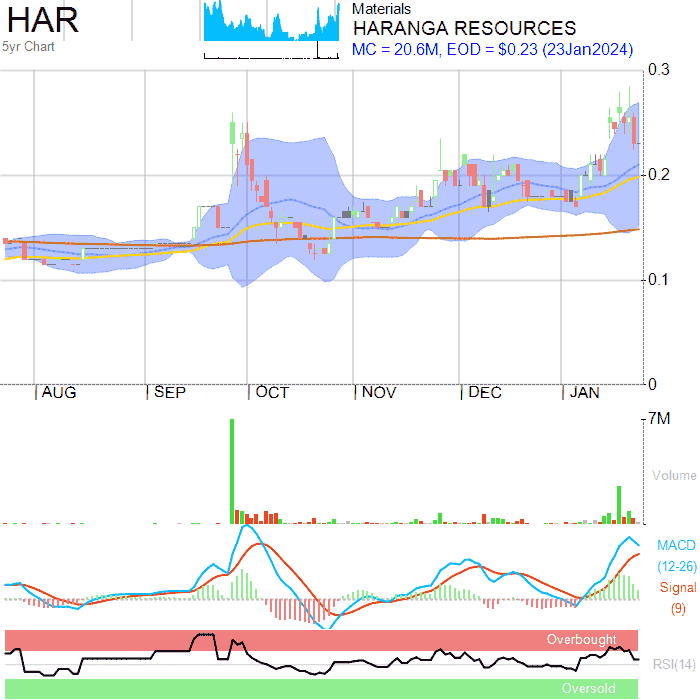 HAR
5yr Chart
Materials
HARANGA RESOURCES
MC = 20.6M, EOD = $0.23 (23Jan2024)
0.3
0.2
0.1
0
AUG
SEP
OCT
NOV
DEC
JAN
7M
Volume
MACD
(12-26)
Signal
(9)
Overbought
RSI(14)
Oversold